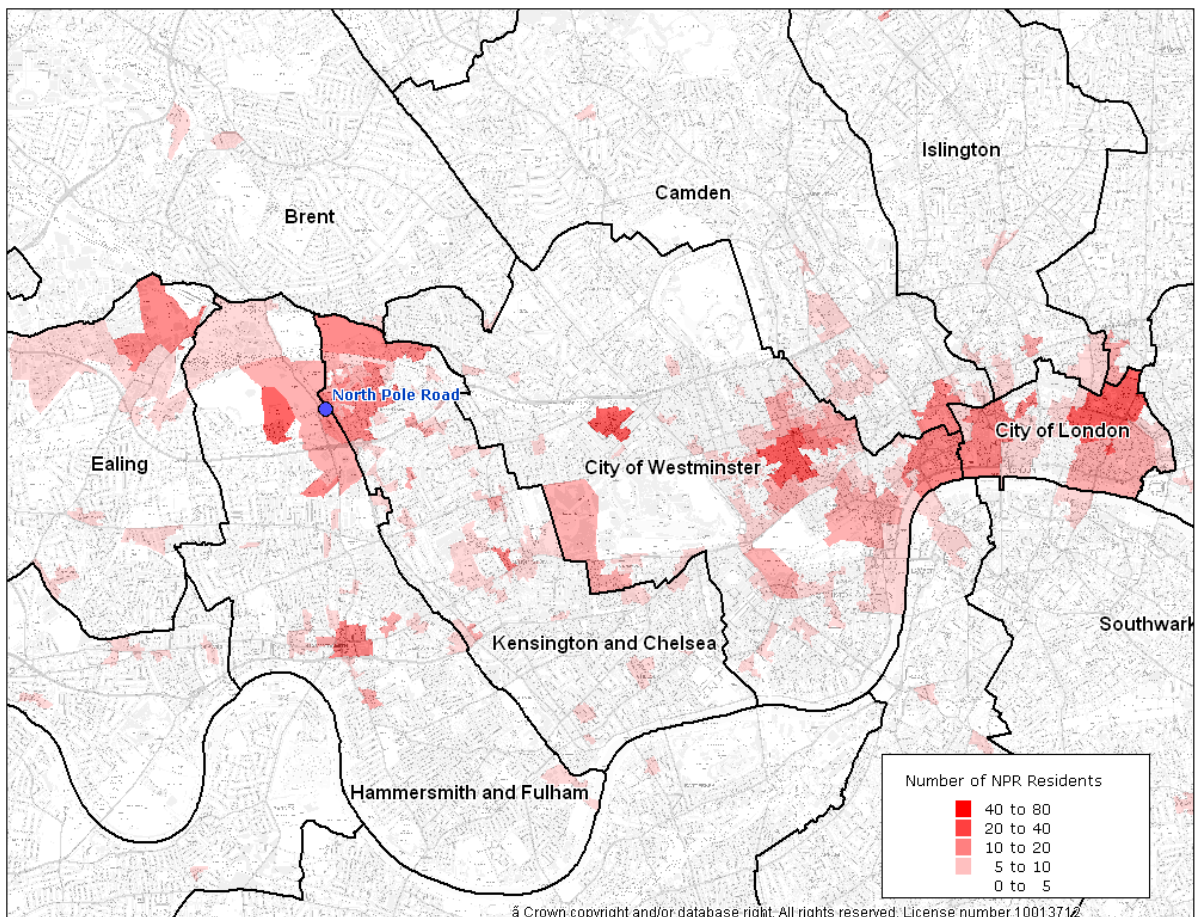 Islington
Camden
Brent
North Pole Road
City of London
Ealing
City of Westminster
Southwark
Kensington and Chelsea
Hammersmith and Fulham
Number of NPR Residents
40 to 80
20 to 40
10 to 20
5 to 10
0 to 5
ã Crown copyright and/or database right. All rights reserved. License number 10013712